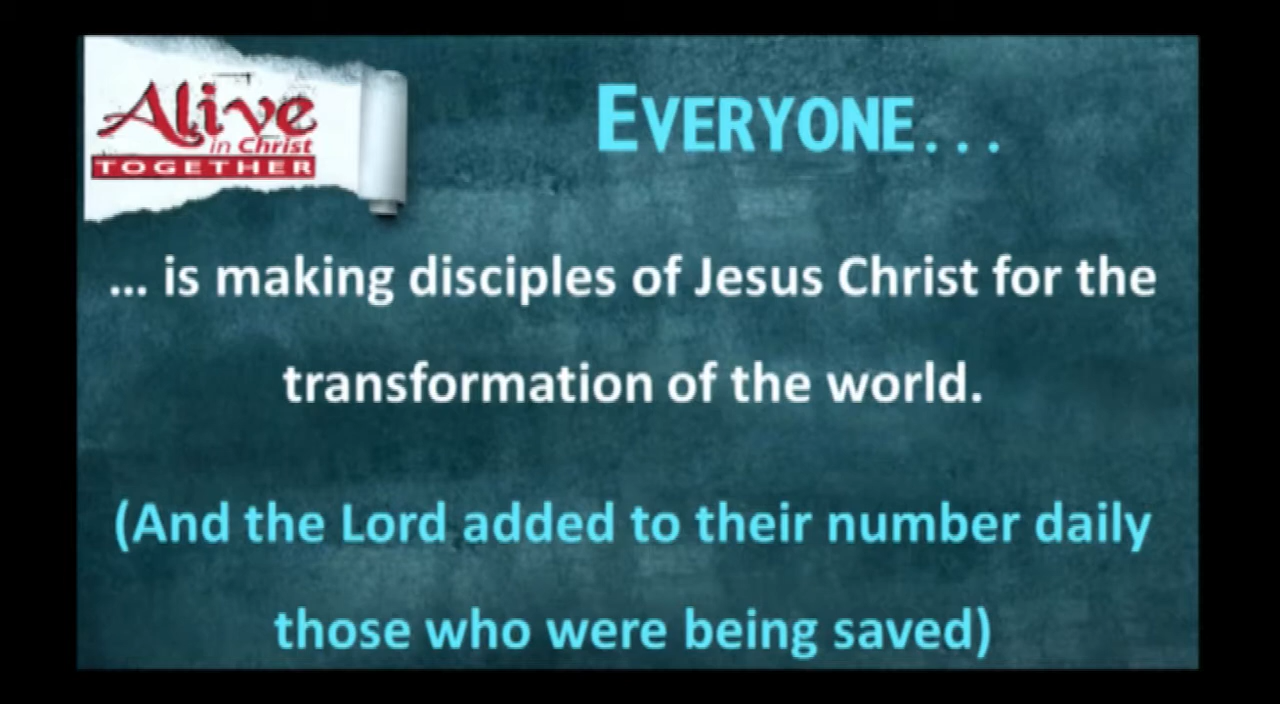 Alive
in Christ
TOGETHER
EVERYONE...
... is making disciples of Jesus Christ for the
transformation of the world.
(And the Lord added to their number daily
those who were being saved)